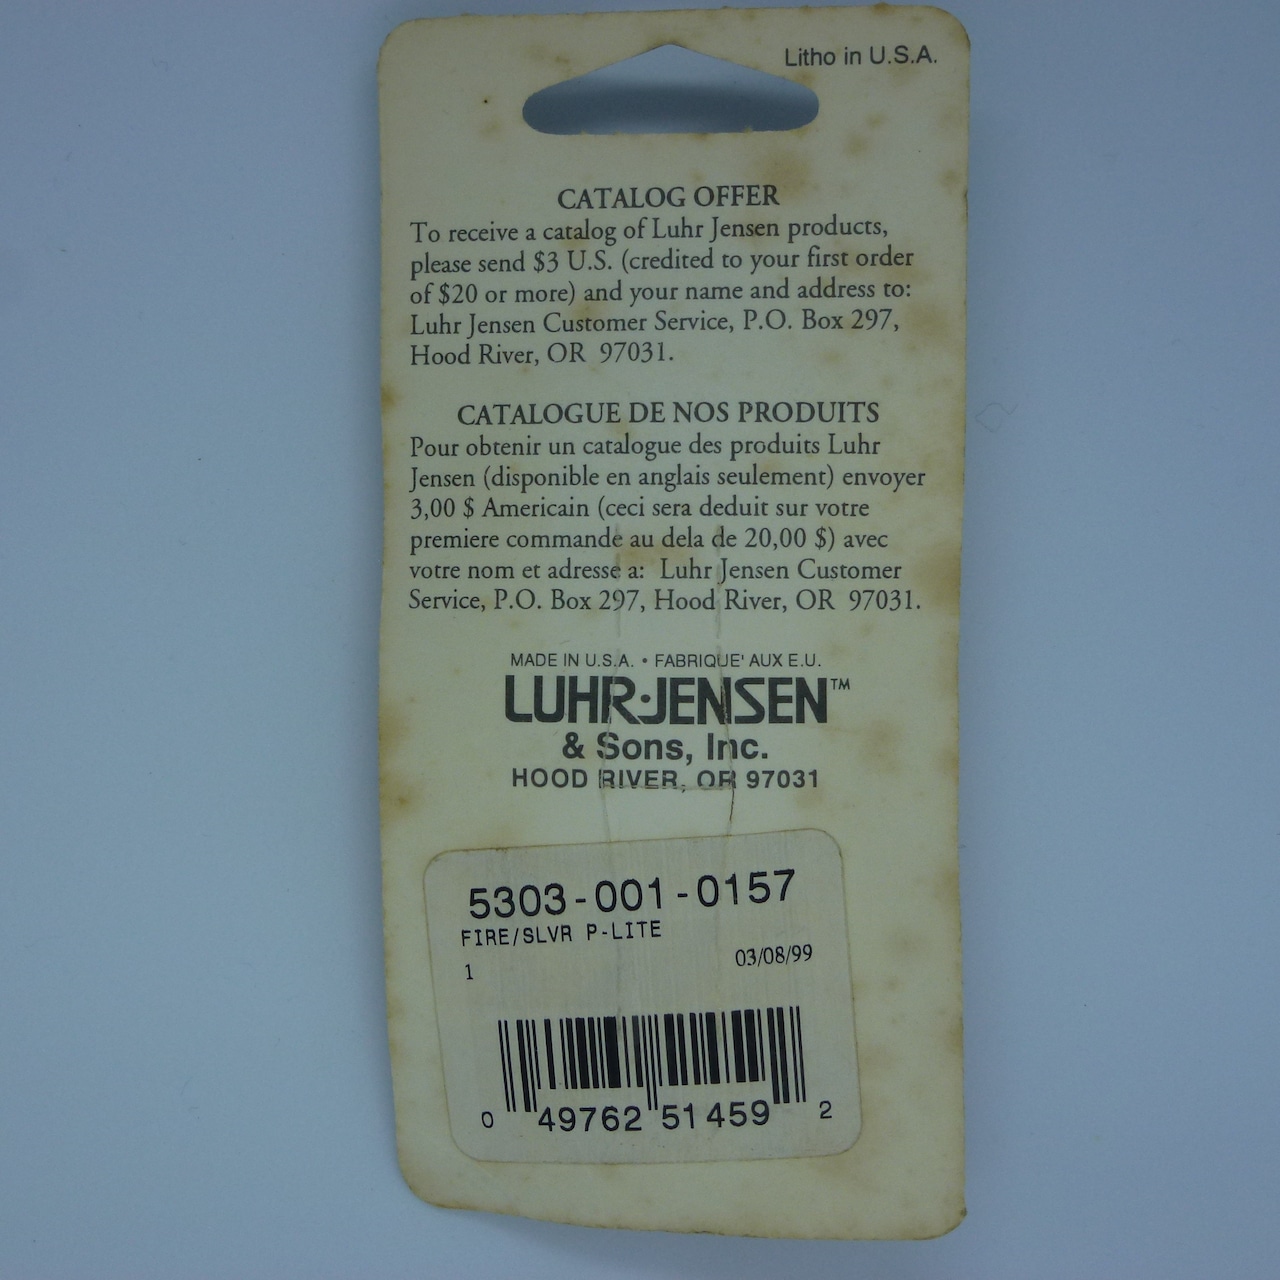 Litho in U.S.A.
CATALOG OFFER
To receive a catalog of Luhr Jensen products,
please send $3 U.S. (credited to your first order
of $20 or more) and your name and address to:
Luhr Jensen Customer Service, P.O. Box 297,
Hood River, OR 97031.
CATALOGUE DE NOS PRODUITS
Pour obtenir un catalogue des produits Luhr
Jensen (disponible en anglais seulement) envoyer
3,00 $ Americain (ceci sera deduit sur votre
premiere commande au dela de 20,00 $) avec
votre nom et adresse a: Luhr Jensen Customer
Service, P.O. Box 297, Hood River, OR 97031.
MADE IN U.S.A. • FABRIQUE' AUX E.U.
LUHR·JENSEN™
& Sons, Inc.
HOOD RIVER, OR 97031
5303-001-0157
FIRE/SLVR P-LITE
1 03/08/99
0 49762 51459 2